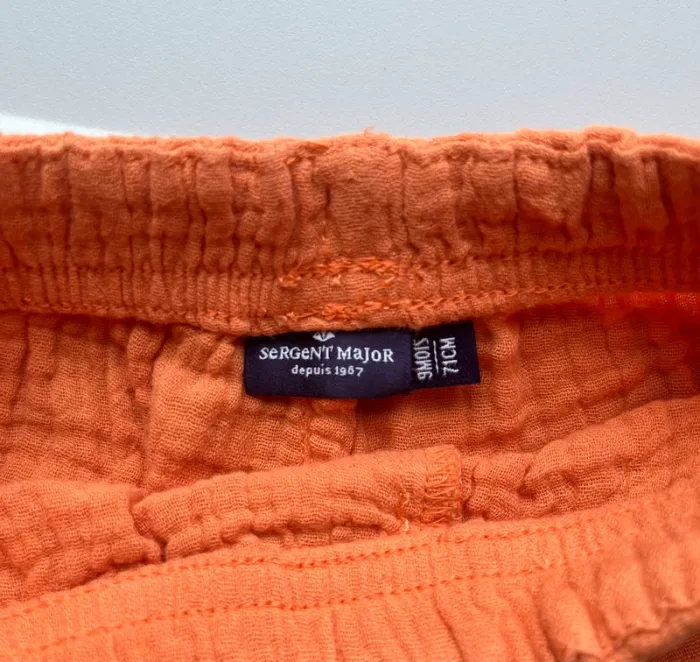 SeRGeNT MaJoR
depuis 1987
9MOIS
71CM